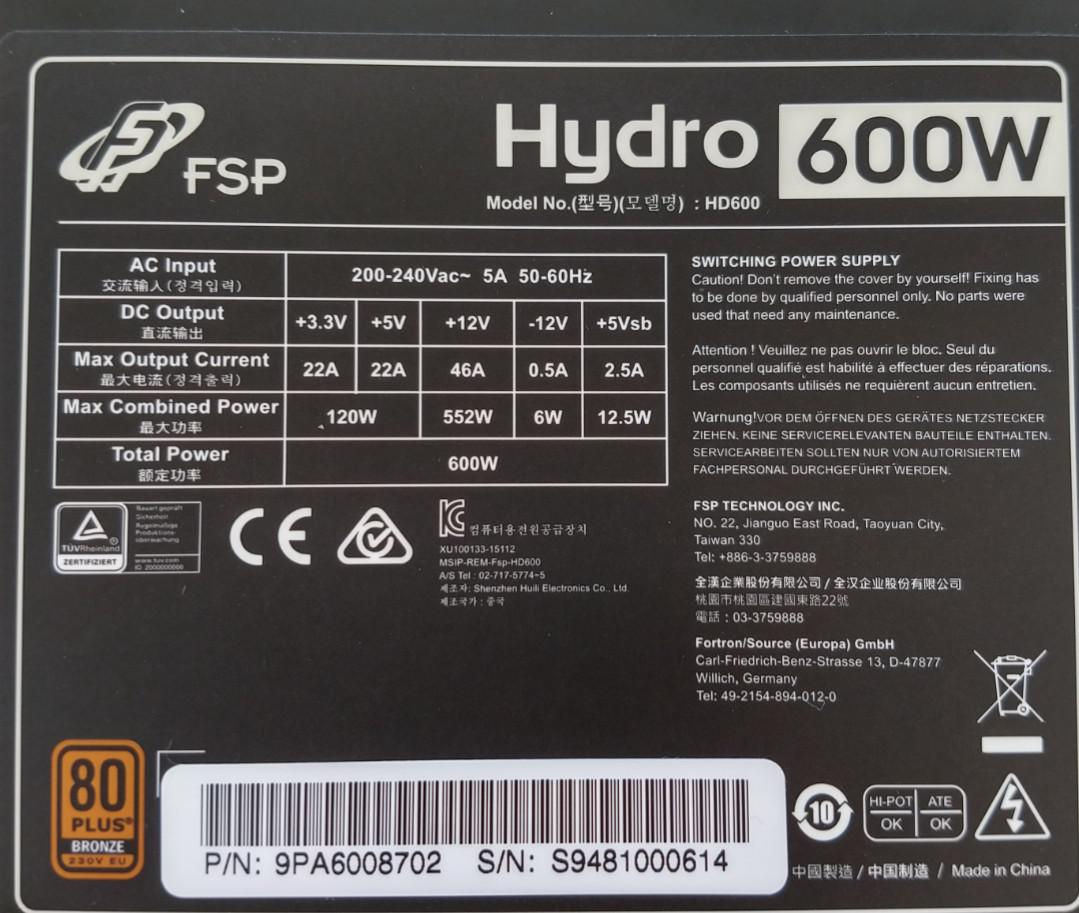 FSP
Hydro 600W
Model No.(型号)(모델명) : HD600
AC Input
交流输入(정격입력)
200-240Vac~ 5A 50-60Hz
DC Output
直流输出
+3.3V +5V +12V -12V +5Vsb
Max Output Current
最大电流(정격출력)
22A 22A 46A 0.5A 2.5A
Max Combined Power
最大功率
120W 552W 6W 12.5W
Total Power
额定功率
600W
SWITCHING POWER SUPPLY
Caution! Don't remove the cover by yourself! Fixing has
to be done by qualified personnel only. No parts were
used that need any maintenance.
Attention ! Veuillez ne pas ouvrir le bloc. Seul du
personnel qualifié est habilité à effectuer des réparations.
Les composants utilisés ne requièrent aucun entretien.
Warnung!VOR DEM ÖFFNEN DES GERÄTES NETZSTECKER
ZIEHEN. KEINE SERVICERELEVANTEN BAUTEILE ENTHALTEN.
SERVICEARBEITEN SOLLTEN NUR VON AUTORISIERTEM
FACHPERSONAL DURCHGEFÜHRT WERDEN.
FSP TECHNOLOGY INC.
NO. 22, Jianguo East Road, Taoyuan City,
Taiwan 330
Tel: +886-3-3759888
全漢企業股份有限公司 / 全汉企业股份有限公司
桃園市桃園區建國東路22號
電話 : 03-3759888
Fortron/Source (Europa) GmbH
Carl-Friedrich-Benz-Strasse 13, D-47877
Willich, Germany
Tel: 49-2154-894-012-0
TÜVRheinland
ZERTIFIZIERT
Bauart geprüft
Sicherheit
Regelmäßige
Produktions-
überwachung
www.tuv.com
ID 2000000000
CE
컴퓨터용전원공급장치
XU100133-15112
MSIP-REM-Fsp-HD600
A/S Tel : 02-717-5774~5
제조자: Shenzhen Huili Electronics Co., Ltd.
제조국가 : 중국
80
PLUS®
BRONZE
230V EU
P/N: 9PA6008702 S/N: S9481000614
10
HI-POT ATE
OK OK
中國製造 / 中国制造 / Made in China